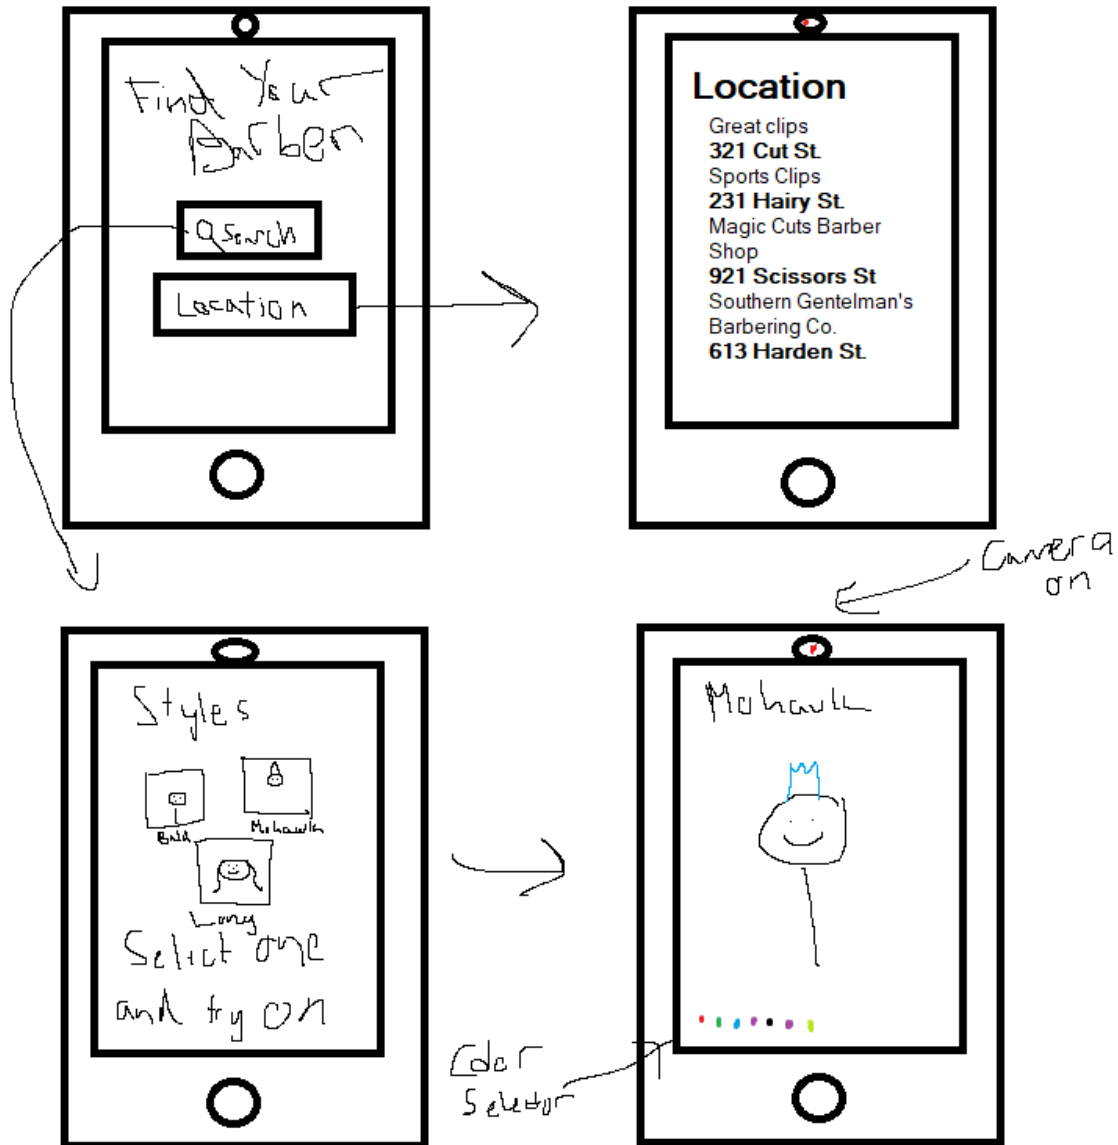 Find Your
Barber
Search
Location
Location
Great clips
321 Cut St.
Sports Clips
231 Hairy St.
Magic Cuts Barber
Shop
921 Scissors St
Southern Gentelman's
Barbering Co.
613 Harden St.
Camera
on
Styles
Bald
Mohawk
Long
Select one
and try on
Mohawk
Color
Selector